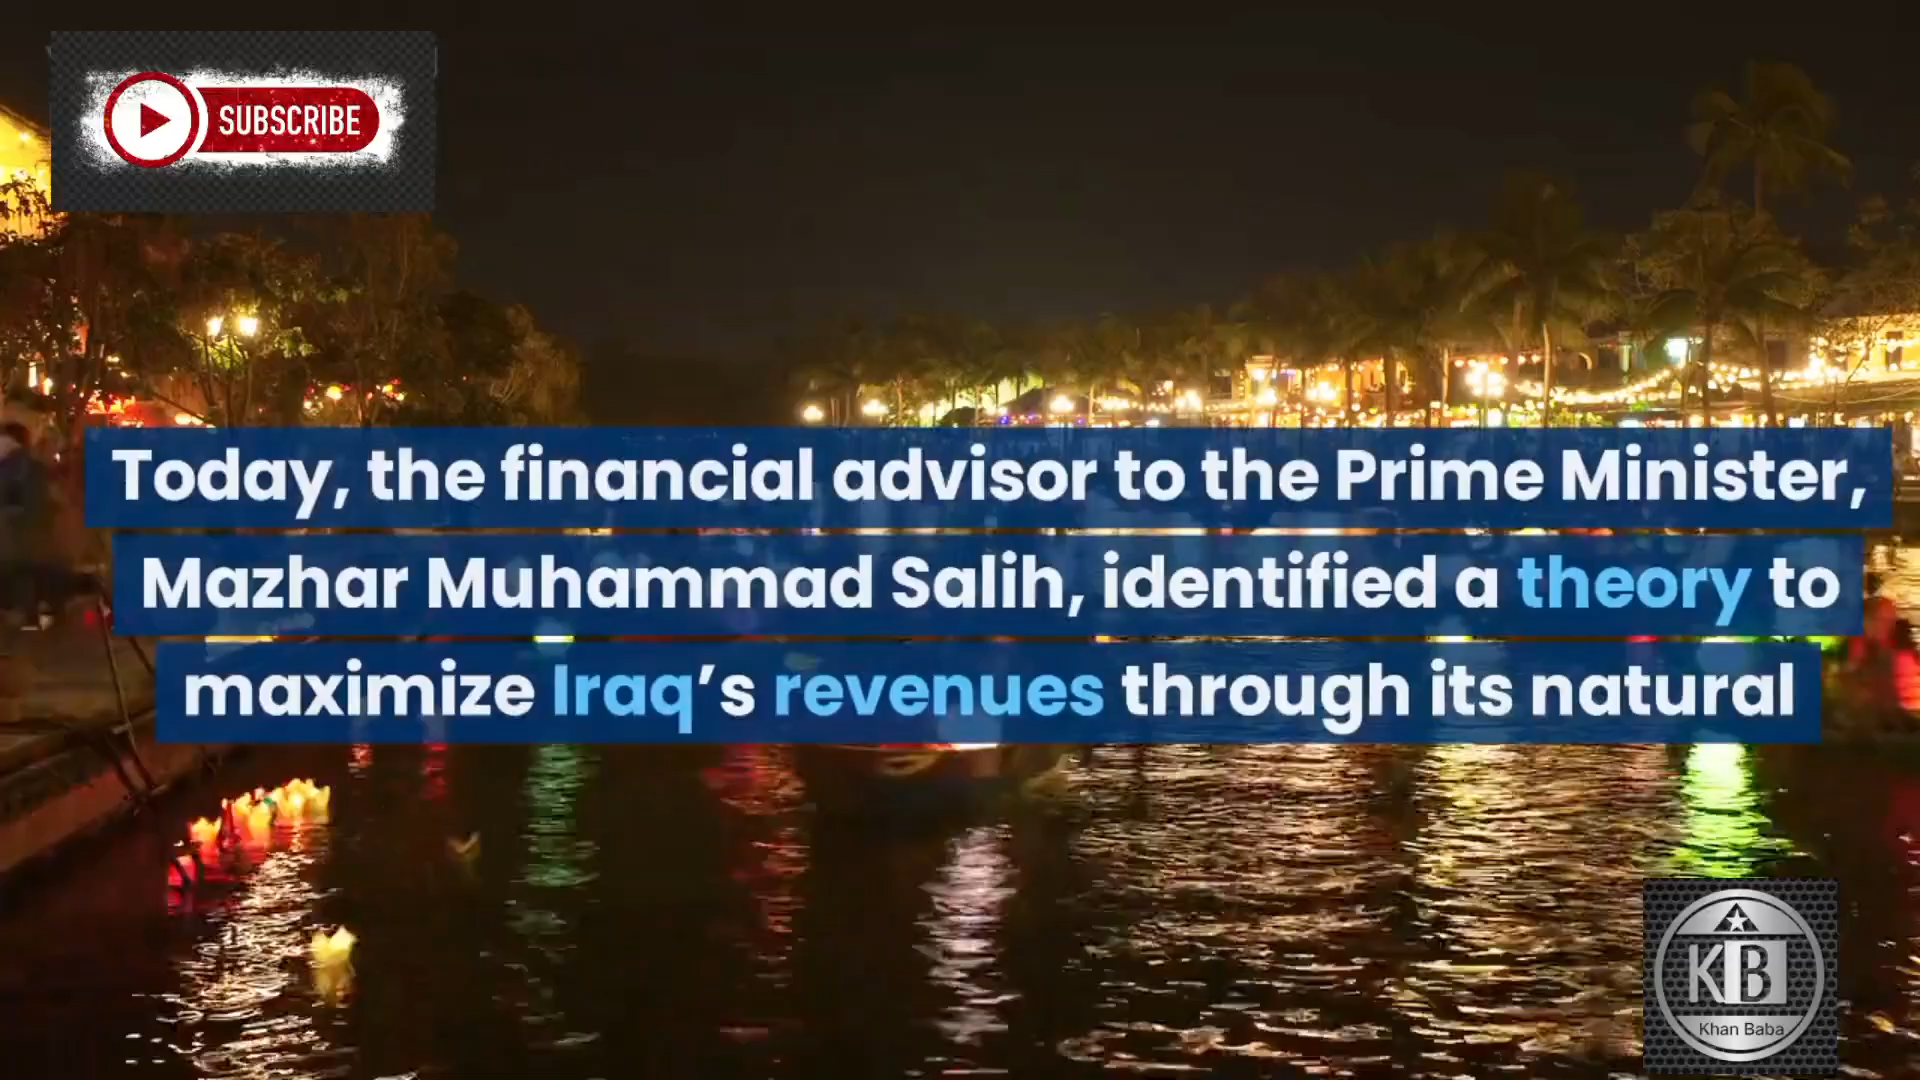 SUBSCRIBE
Today, the financial advisor to the Prime Minister,
Mazhar Muhammad Salih, identified a theory to
maximize Iraq’s revenues through its natural
KB
Khan Baba